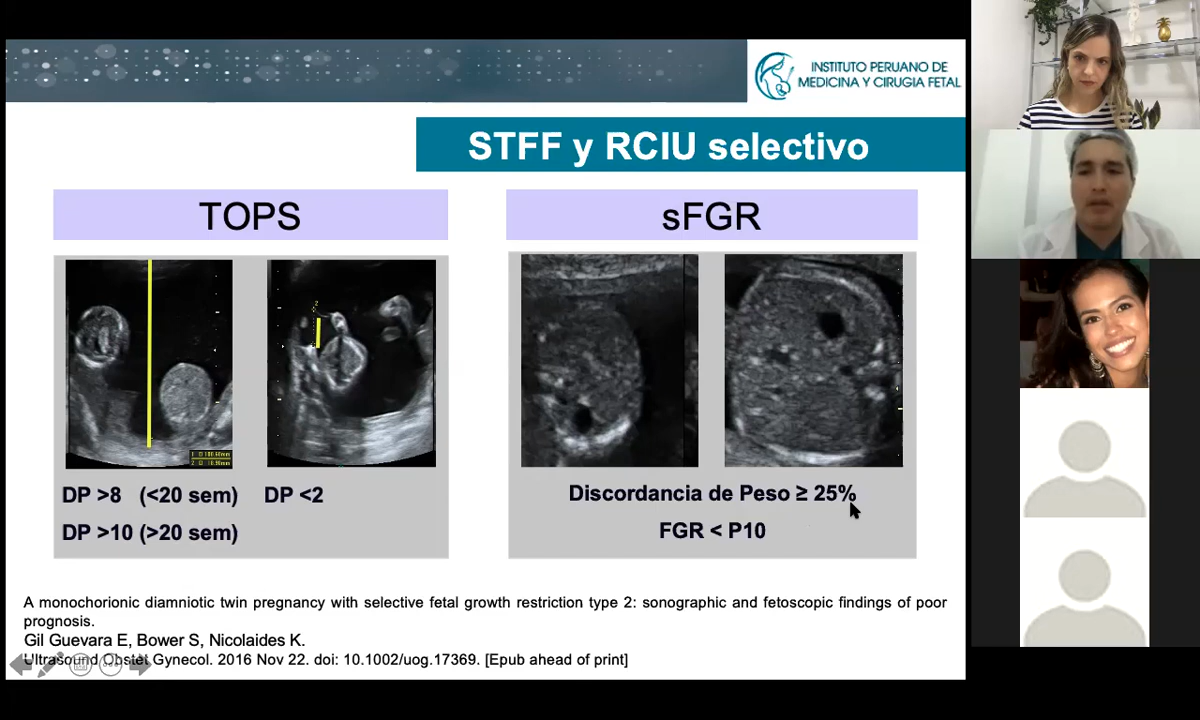 INSTITUTO PERUANO DE
MEDICINA Y CIRUGIA FETAL
STFF y RCIU selectivo
TOPS
sFGR
DP >8 (<20 sem)
DP >10 (>20 sem)
DP <2
Discordancia de Peso ≥ 25%
FGR < P10
A monochorionic diamniotic twin pregnancy with selective fetal growth restriction type 2: sonographic and fetoscopic findings of poor
prognosis.
Gil Guevara E, Bower S, Nicolaides K.
Ultrasound Obstet Gynecol. 2016 Nov 22. doi: 10.1002/uog.17369. [Epub ahead of print]